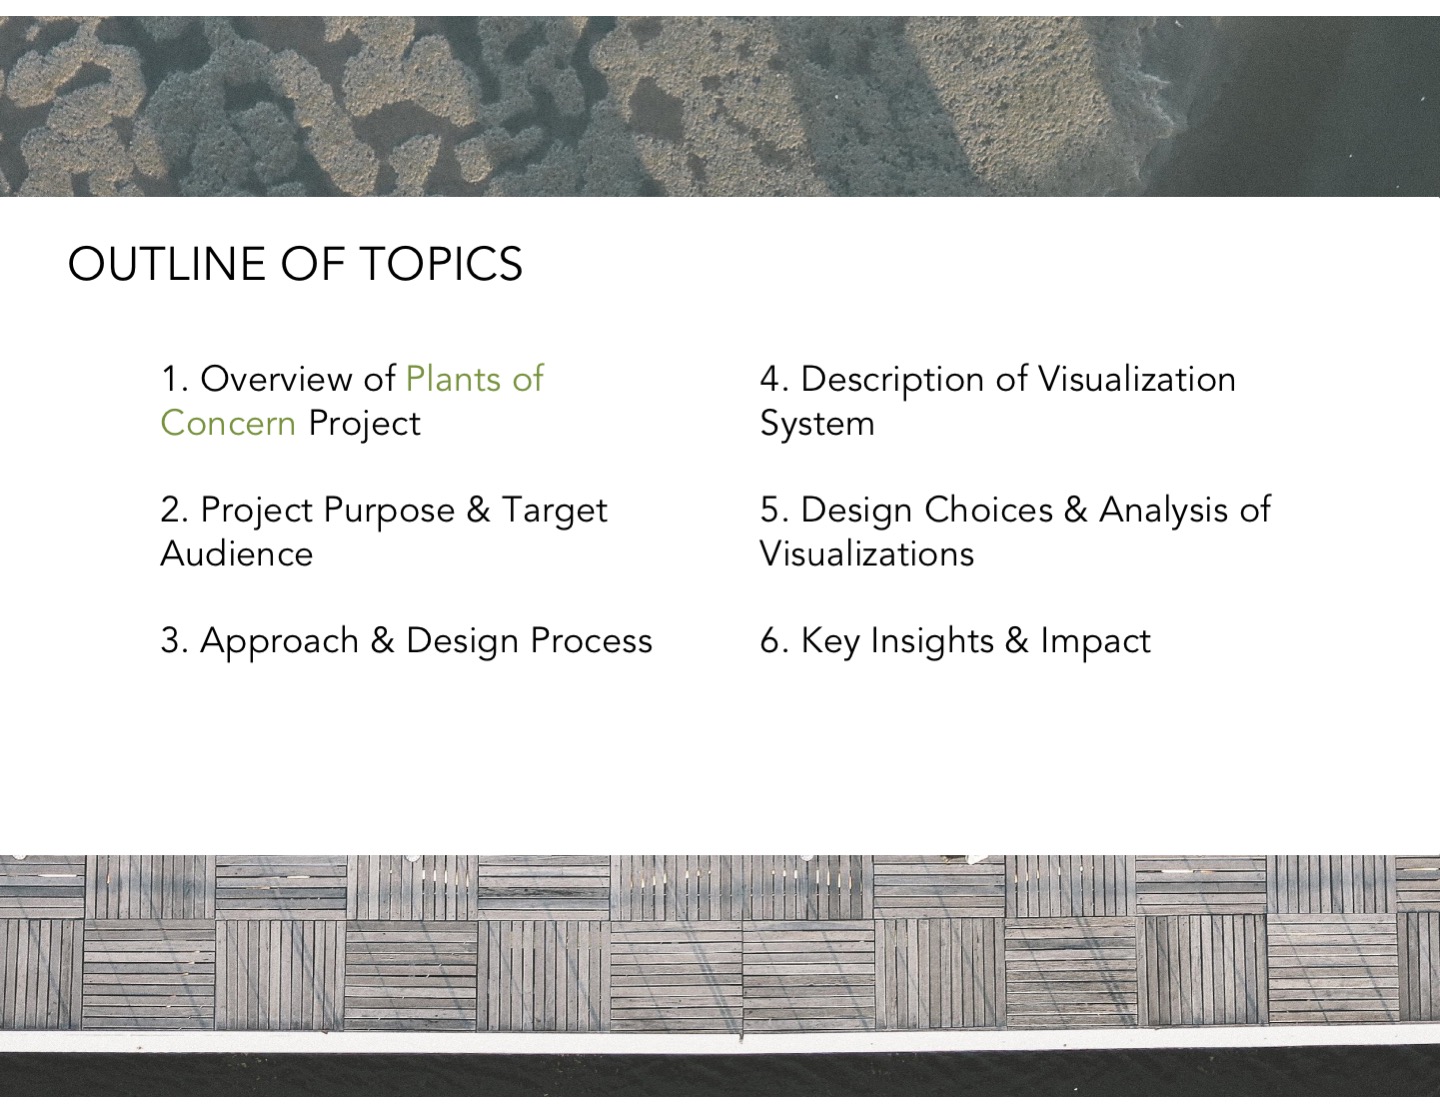 OUTLINE OF TOPICS
1. Overview of Plants of
Concern Project
2. Project Purpose & Target
Audience
3. Approach & Design Process
4. Description of Visualization
System
5. Design Choices & Analysis of
Visualizations
6. Key Insights & Impact